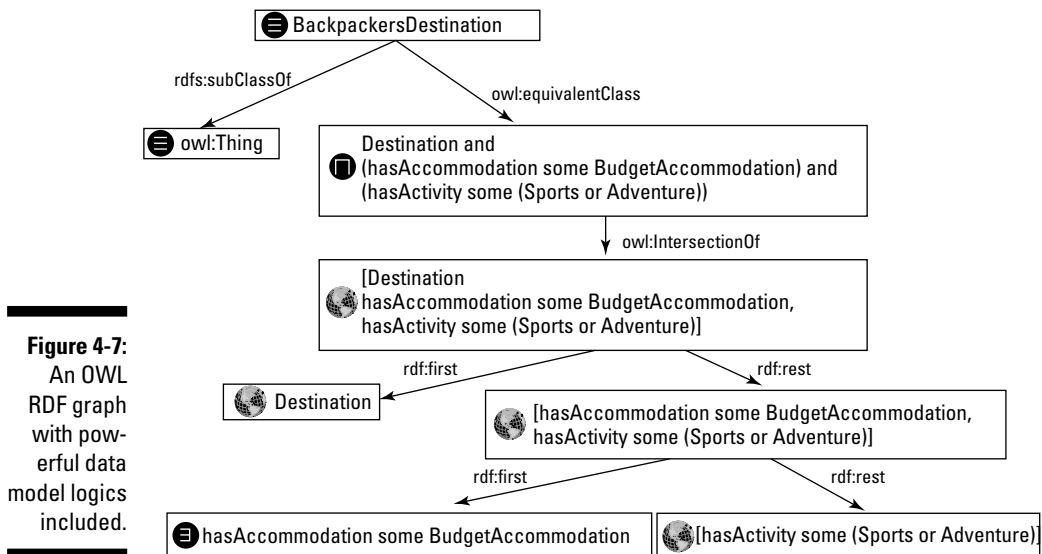 BackpackersDestination
rdfs:subClassOf
owl:equivalentClass
owl:Thing
Destination and
(hasAccommodation some BudgetAccommodation) and
(hasActivity some (Sports or Adventure))
owl:IntersectionOf
[Destination
hasAccommodation some BudgetAccommodation,
hasActivity some (Sports or Adventure)]
rdf:first
rdf:rest
Destination
[hasAccommodation some BudgetAccommodation,
hasActivity some (Sports or Adventure)]
rdf:first
rdf:rest
hasAccommodation some BudgetAccommodation
[hasActivity some (Sports or Adventure)]
Figure 4-7:
An OWL
RDF graph
with pow-
erful data
model logics
included.